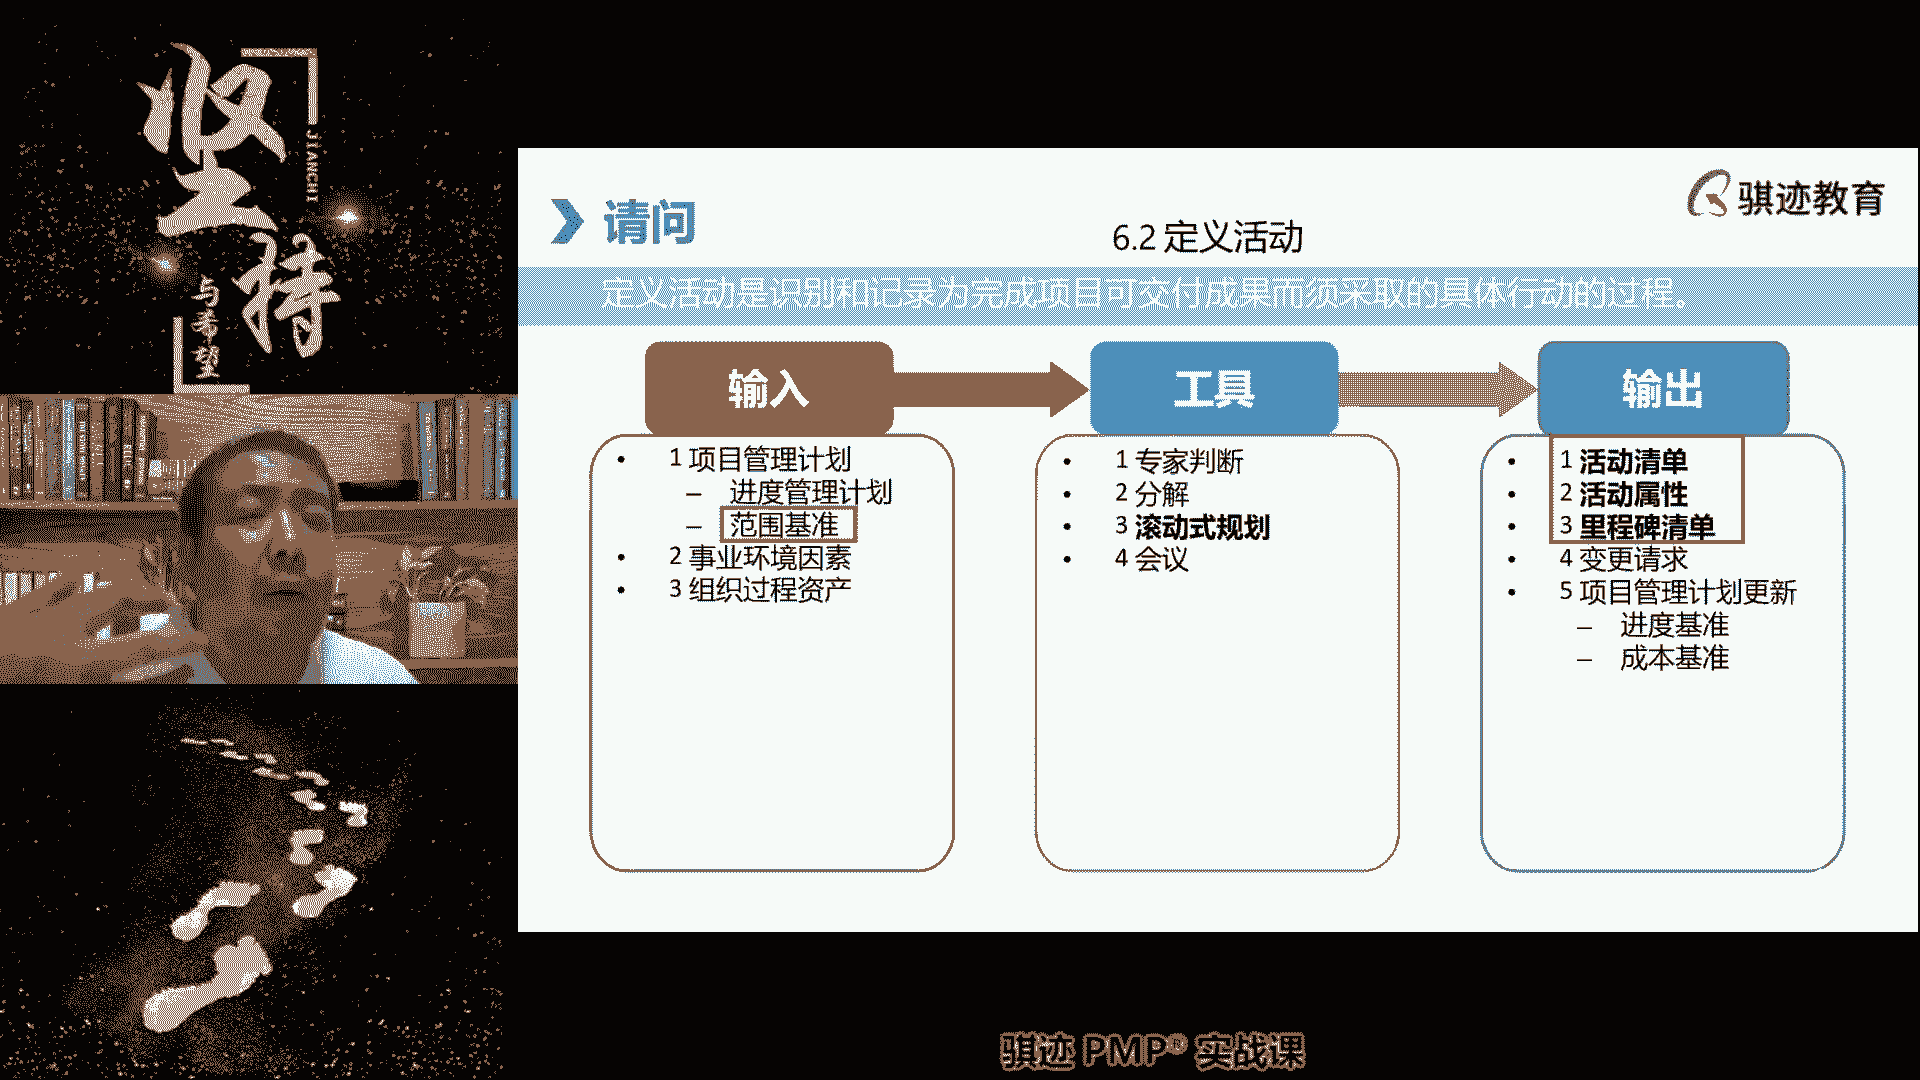 坚持
JIANCHI
与希望
请问
骐迹教育
6.2 定义活动
定义活动是识别和记录为完成项目可交付成果而须采取的具体行动的过程。
输入
• 1 项目管理计划
– 进度管理计划
– 范围基准
• 2 事业环境因素
• 3 组织过程资产
工具
• 1 专家判断
• 2 分解
• 3 滚动式规划
• 4 会议
输出
• 1 活动清单
• 2 活动属性
• 3 里程碑清单
• 4 变更请求
• 5 项目管理计划更新
– 进度基准
– 成本基准
骐迹 PMP® 实战课